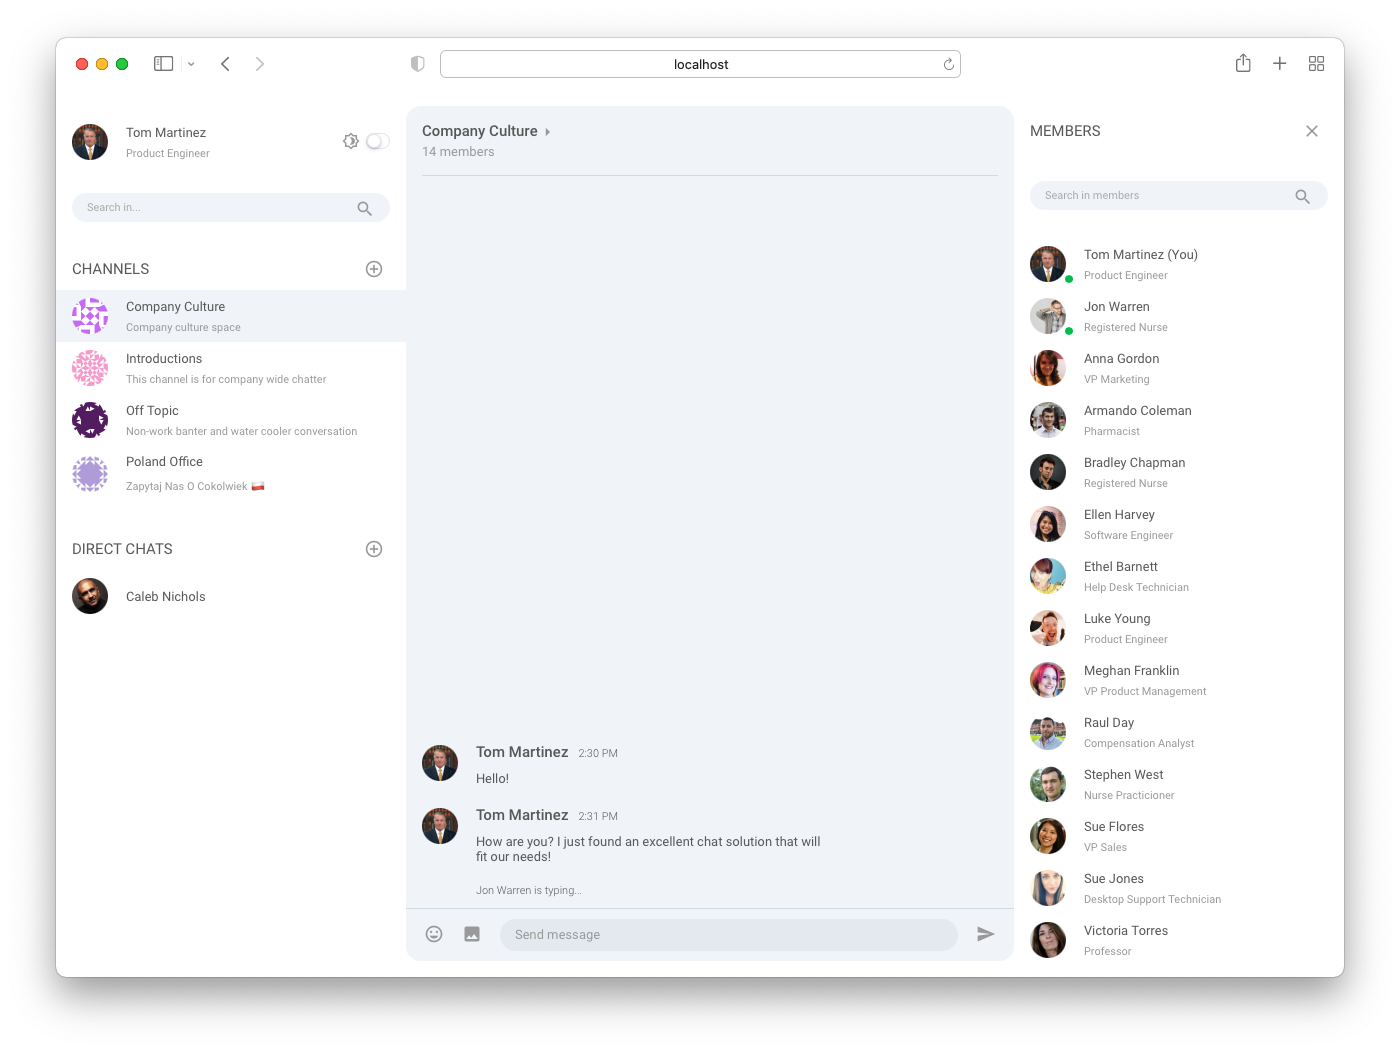 localhost
Tom Martinez
Product Engineer
Search in...
CHANNELS
Company Culture
Company culture space
Introductions
This channel is for company wide chatter
Off Topic
Non-work banter and water cooler conversation
Poland Office
Zapytaj Nas O Cokolwiek 🇵🇱
DIRECT CHATS
Caleb Nichols
Company Culture
14 members
Tom Martinez 2:30 PM
Hello!
Tom Martinez 2:31 PM
How are you? I just found an excellent chat solution that will
fit our needs!
Jon Warren is typing...
Send message
MEMBERS
Search in members
Tom Martinez (You)
Product Engineer
Jon Warren
Registered Nurse
Anna Gordon
VP Marketing
Armando Coleman
Pharmacist
Bradley Chapman
Registered Nurse
Ellen Harvey
Software Engineer
Ethel Barnett
Help Desk Technician
Luke Young
Product Engineer
Meghan Franklin
VP Product Management
Raul Day
Compensation Analyst
Stephen West
Nurse Practicioner
Sue Flores
VP Sales
Sue Jones
Desktop Support Technician
Victoria Torres
Professor